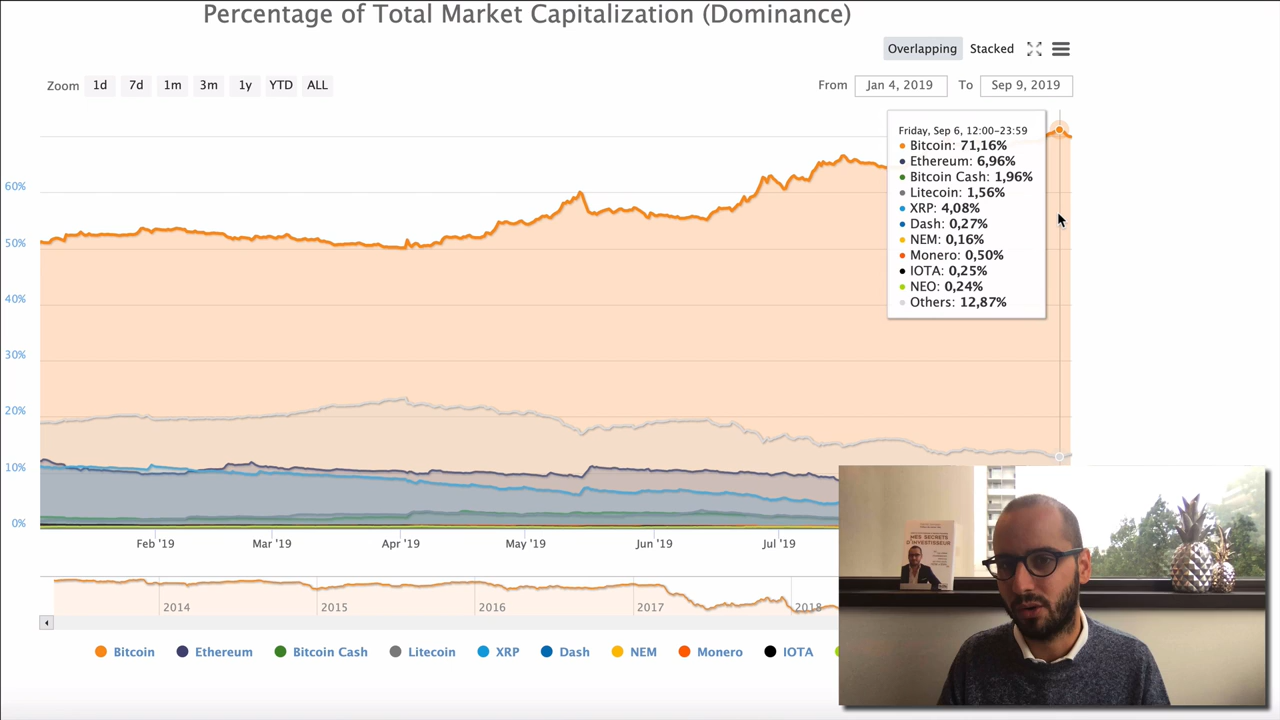 Percentage of Total Market Capitalization (Dominance)
Overlapping Stacked
Zoom 1d 7d 1m 3m 1y YTD ALL
From Jan 4, 2019 To Sep 9, 2019
Friday, Sep 6, 12:00-23:59
Bitcoin: 71,16%
Ethereum: 6,96%
Bitcoin Cash: 1,96%
Litecoin: 1,56%
XRP: 4,08%
Dash: 0,27%
NEM: 0,16%
Monero: 0,50%
IOTA: 0,25%
NEO: 0,24%
Others: 12,87%
60%
50%
40%
30%
20%
10%
0%
Feb '19 Mar '19 Apr '19 May '19 Jun '19 Jul '19
2014 2015 2016 2017 2018
Bitcoin Ethereum Bitcoin Cash Litecoin XRP Dash NEM Monero IOTA
MES SECRETS
D'INVESTISSEUR